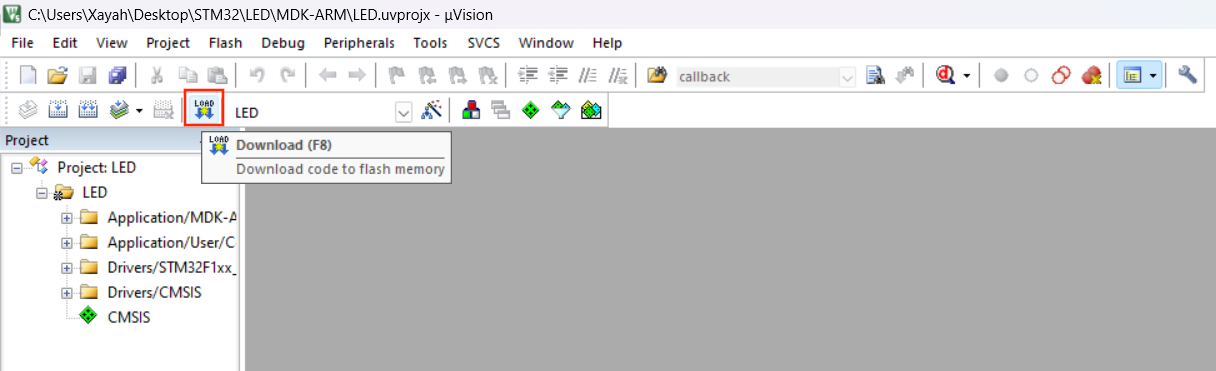 C:\Users\Xayah\Desktop\STM32\LED\MDK-ARM\LED.uvprojx - µVision
File Edit View Project Flash Debug Peripherals Tools SVCS Window Help
callback
LOAD LED
Project
LOAD Download (F8)
Download code to flash memory
Project: LED
LED
Application/MDK-A
Application/User/C
Drivers/STM32F1xx_
Drivers/CMSIS
CMSIS